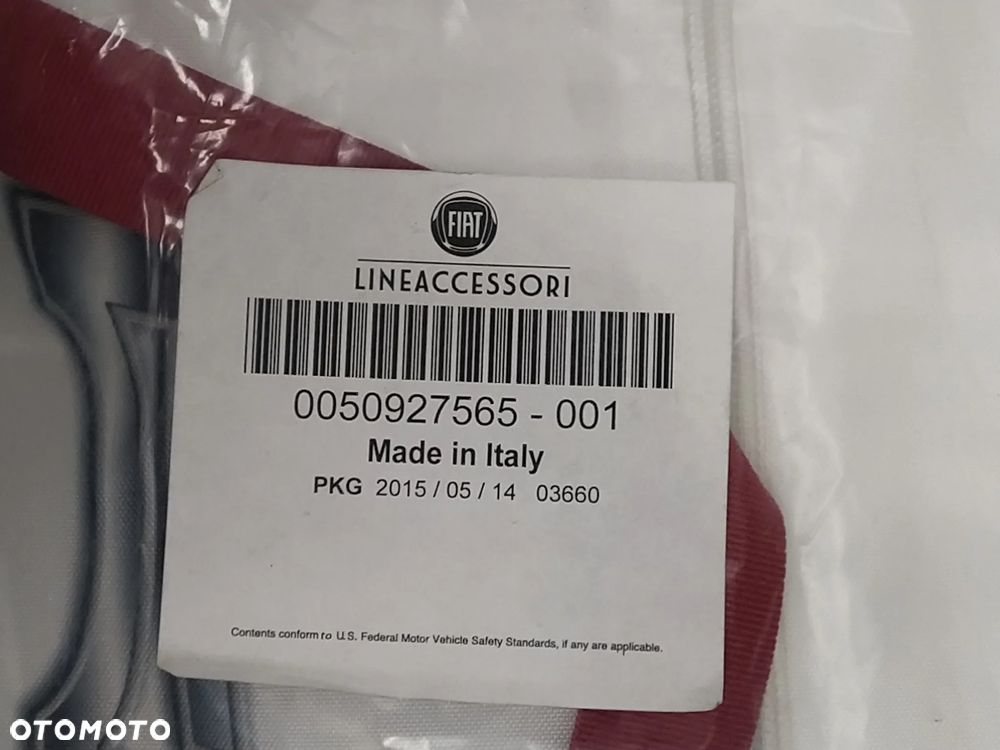 FIAT
LINEACCESSORI
0050927565 - 001
Made in Italy
PKG 2015 / 05 / 14 03660
Contents conform to U.S. Federal Motor Vehicle Safety Standards, if any are applicable.
OTOMOTO